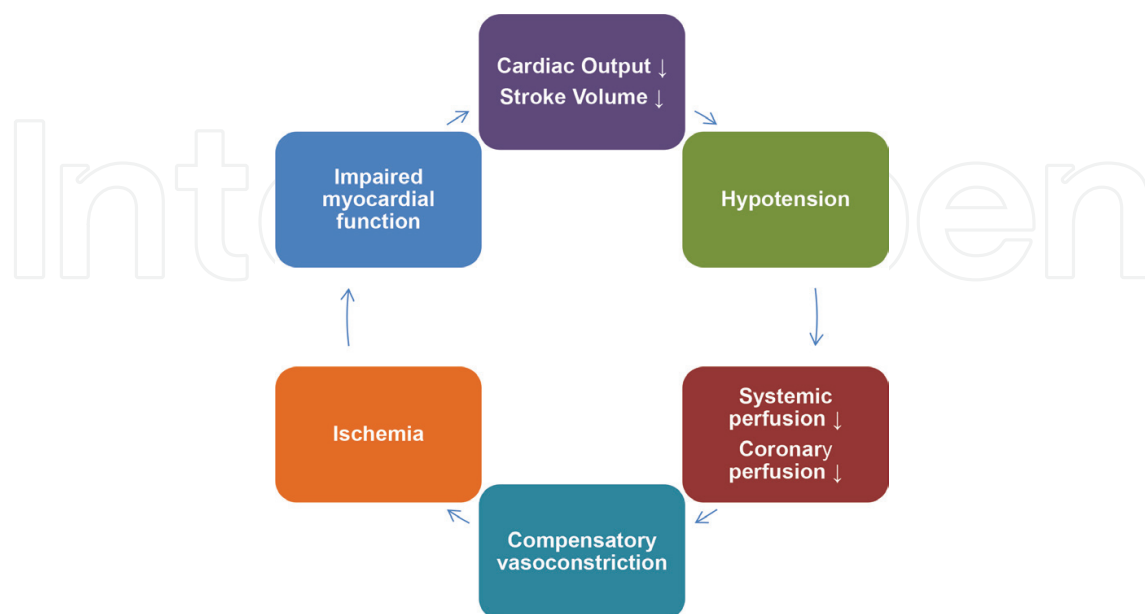 Cardiac Output ↓
Stroke Volume ↓
Hypotension
Systemic
perfusion ↓
Coronary
perfusion ↓
Compensatory
vasoconstriction
Ischemia
Impaired
myocardial
function